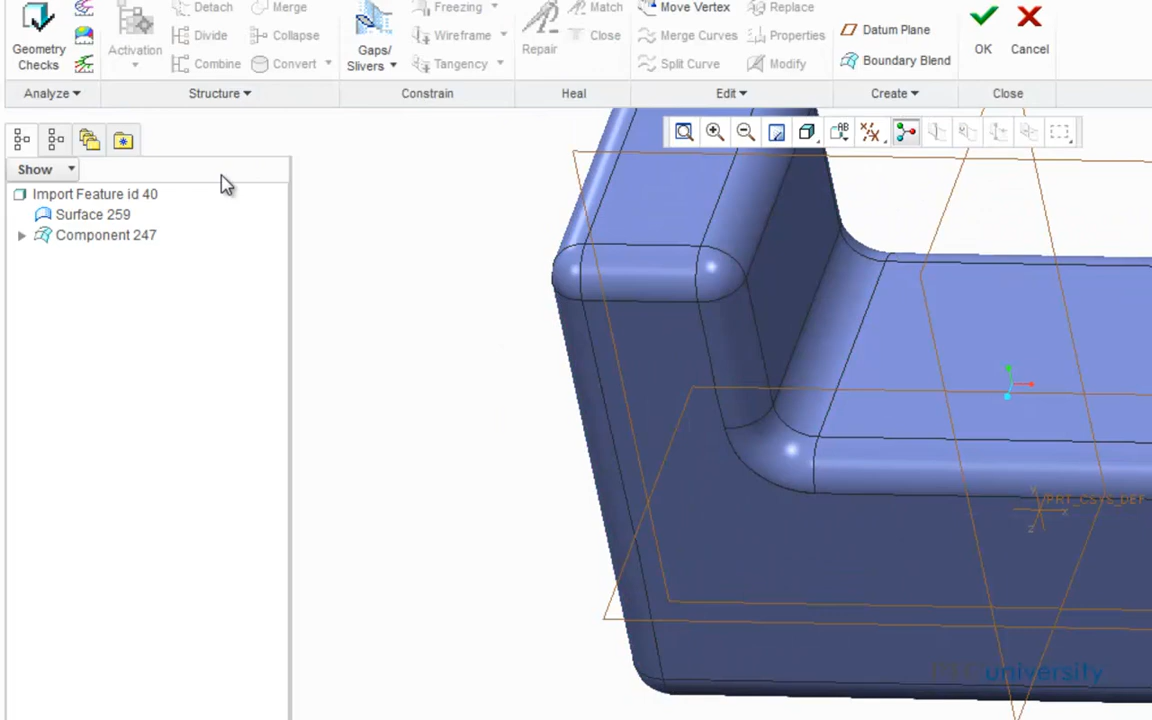 Detach
Merge
Freezing
Match
Move Vertex
Replace
Divide
Collapse
Wireframe
Close
Merge Curves
Properties
Datum Plane
Geometry
Checks
Activation
Combine
Convert
Gaps/
Slivers
Tangency
Repair
Split Curve
Modify
Boundary Blend
OK
Cancel
Analyze
Structure
Constrain
Heal
Edit
Create
Close
AB
Show
Import Feature id 40
Surface 259
Component 247
PRT_CSYS_DEF
Y
X
Z
university